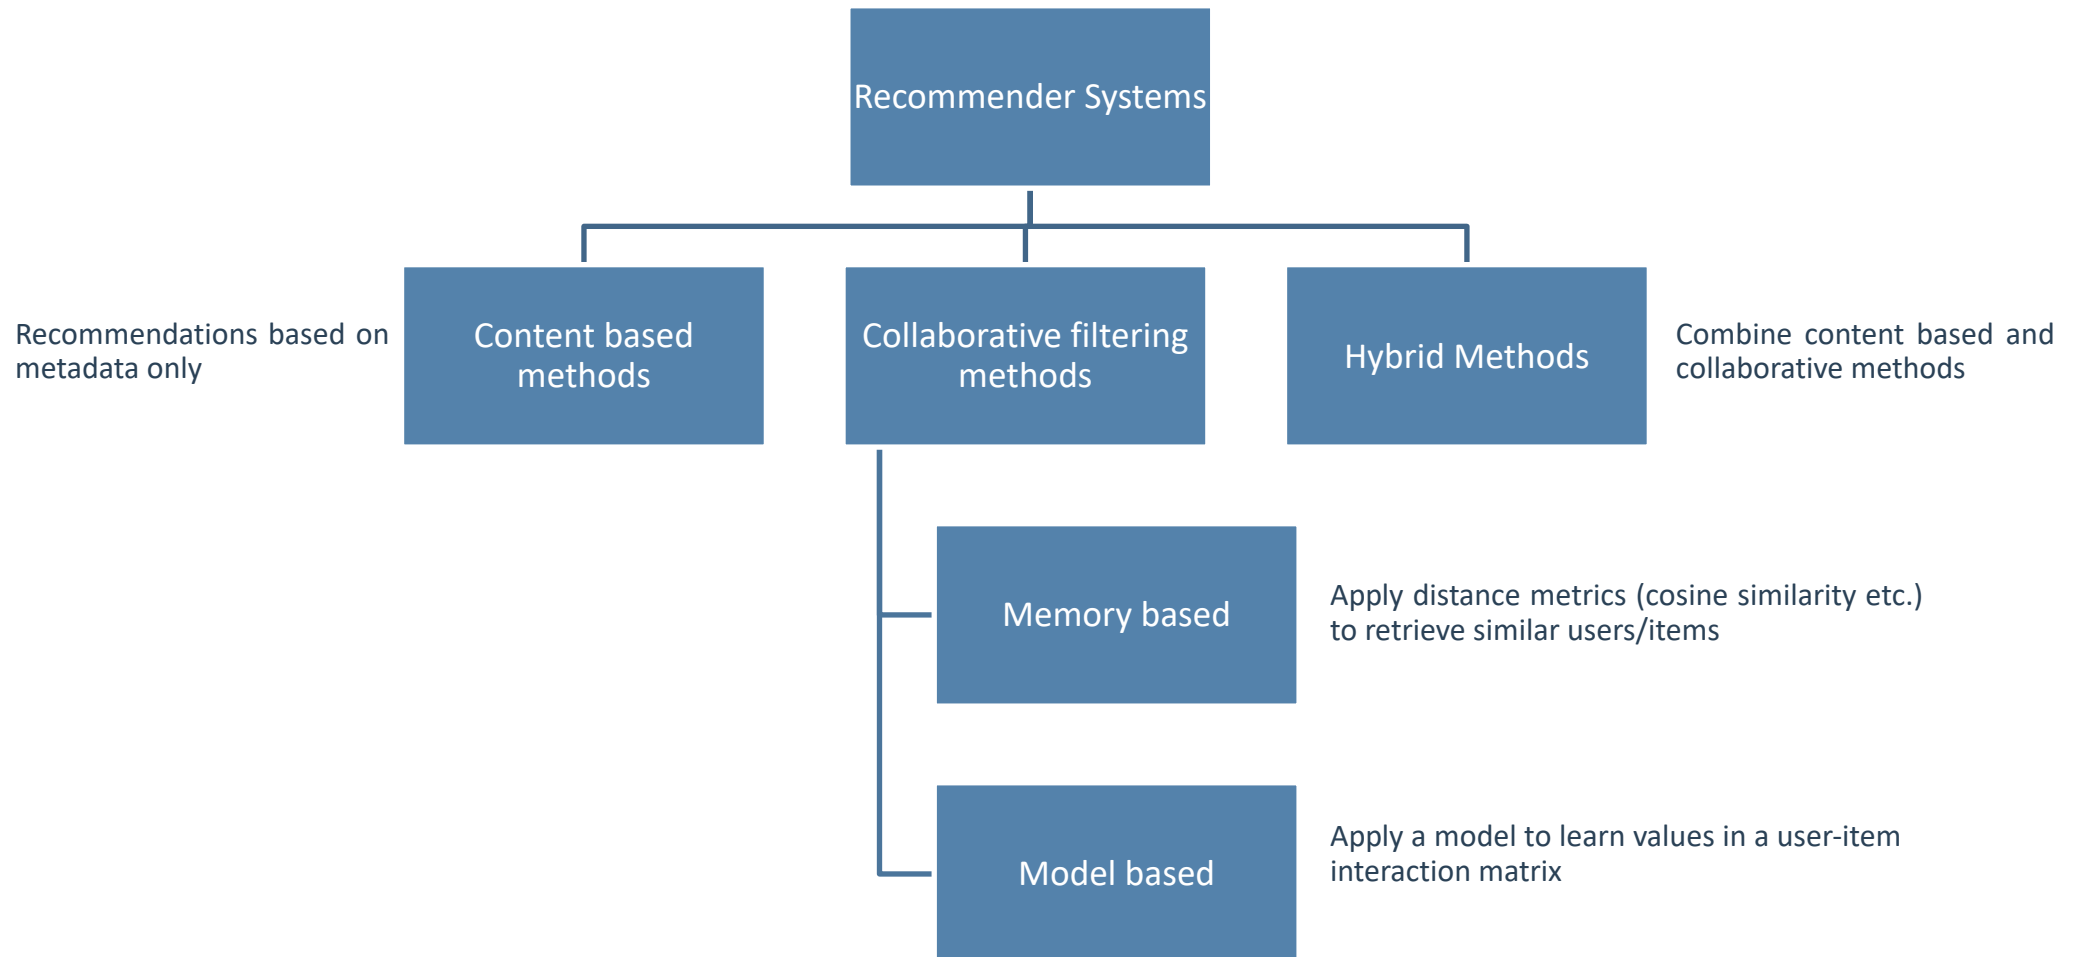 Recommender Systems
Recommendations based on
metadata only
Content based
methods
Collaborative filtering
methods
Hybrid Methods
Combine content based and
collaborative methods
Memory based
Apply distance metrics (cosine similarity etc.)
to retrieve similar users/items
Model based
Apply a model to learn values in a user-item
interaction matrix